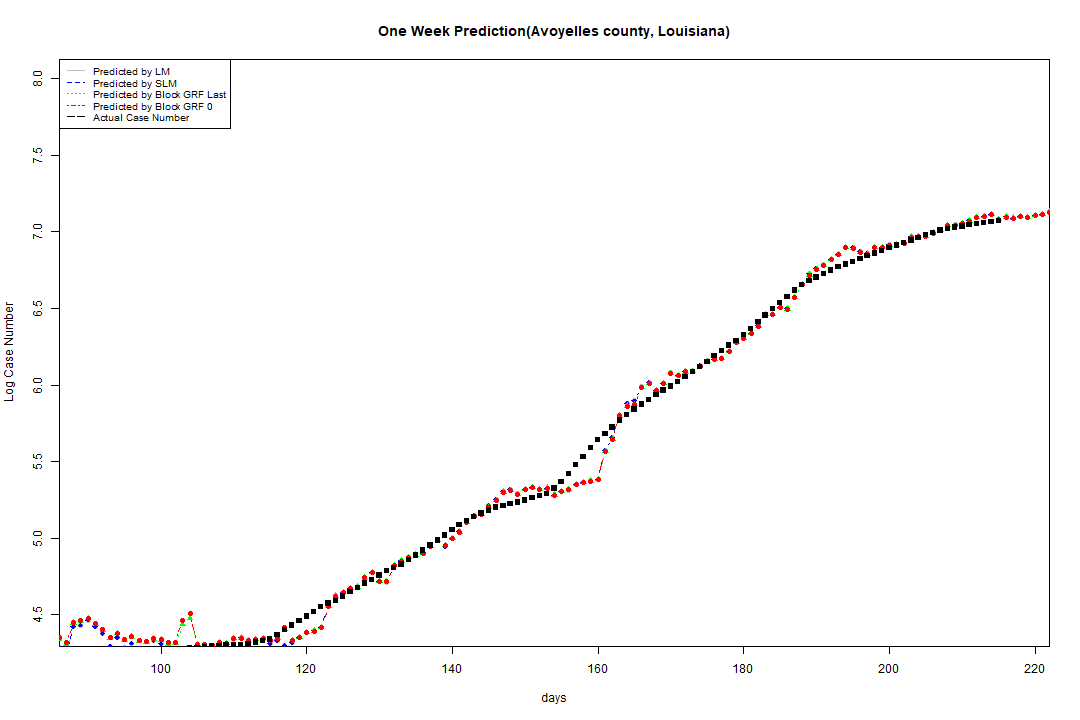 One Week Prediction(Avoyelles county, Louisiana)
Predicted by LM
Predicted by SLM
Predicted by Block GRF Last
Predicted by Block GRF 0
Actual Case Number
Log Case Number
8.0
7.5
7.0
6.5
6.0
5.5
5.0
4.5
100 120 140 160 180 200 220
days